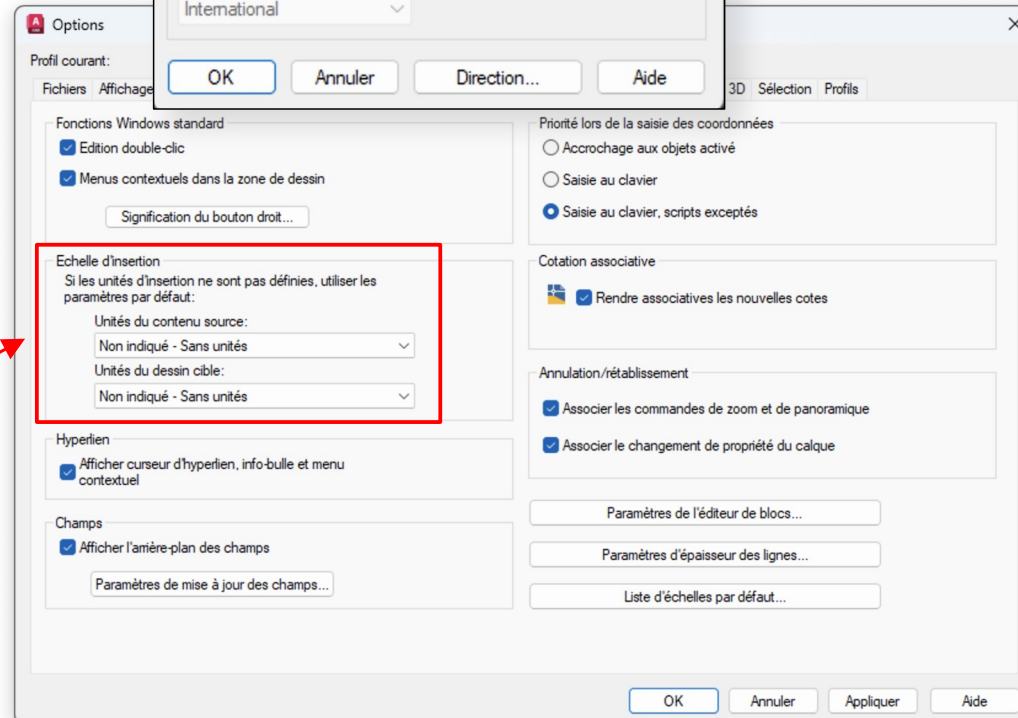 International
OK
Annuler
Direction...
Aide
Options
Profil courant:
Fichiers
Affichage
3D
Sélection
Profils
Fonctions Windows standard
Edition double-clic
Menus contextuels dans la zone de dessin
Signification du bouton droit...
Echelle d'insertion
Si les unités d'insertion ne sont pas définies, utiliser les
paramètres par défaut:
Unités du contenu source:
Non indiqué - Sans unités
Unités du dessin cible:
Non indiqué - Sans unités
Hyperlien
Afficher curseur d'hyperlien, info-bulle et menu
contextuel
Champs
Afficher l'arrière-plan des champs
Paramètres de mise à jour des champs...
Priorité lors de la saisie des coordonnées
Accrochage aux objets activé
Saisie au clavier
Saisie au clavier, scripts exceptés
Cotation associative
Rendre associatives les nouvelles cotes
Annulation/rétablissement
Associer les commandes de zoom et de panoramique
Associer le changement de propriété du calque
Paramètres de l'éditeur de blocs...
Paramètres d'épaisseur des lignes...
Liste d'échelles par défaut...
OK
Annuler
Appliquer
Aide